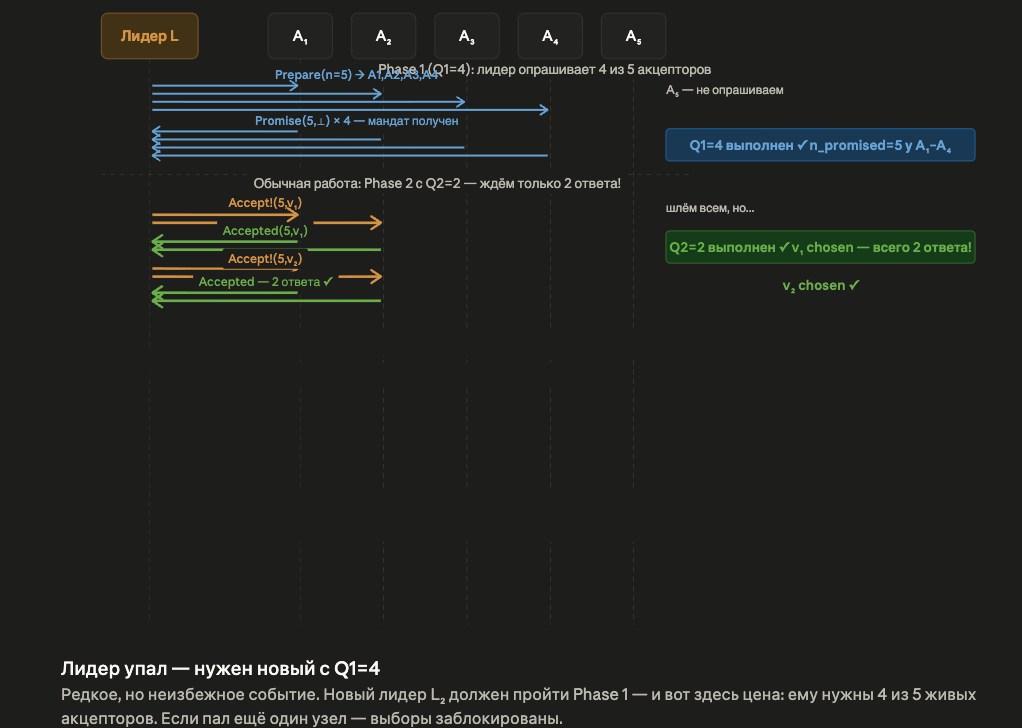 Лидер L A₁ A₂ A₃ A₄ A₅
Phase 1 (Q1=4): лидер опрашивает 4 из 5 акцепторов
Prepare(n=5) → A1,A2,A3,A4
A₅ — не опрашиваем
Promise(5,⊥) × 4 — мандат получен
Q1=4 выполнен ✓ n_promised=5 у A₁–A₄
Обычная работа: Phase 2 с Q2=2 — ждём только 2 ответа!
Accept!(5,v₁)
шлём всем, но...
Accepted(5,v₁)
Q2=2 выполнен ✓ v₁ chosen — всего 2 ответа!
Accept!(5,v₂)
Accepted — 2 ответа ✓
v₂ chosen ✓
Лидер упал — нужен новый с Q1=4
Редкое, но неизбежное событие. Новый лидер L₂ должен пройти Phase 1 — и вот здесь цена: ему нужны 4 из 5 живых
акцепторов. Если пал ещё один узел — выборы заблокированы.